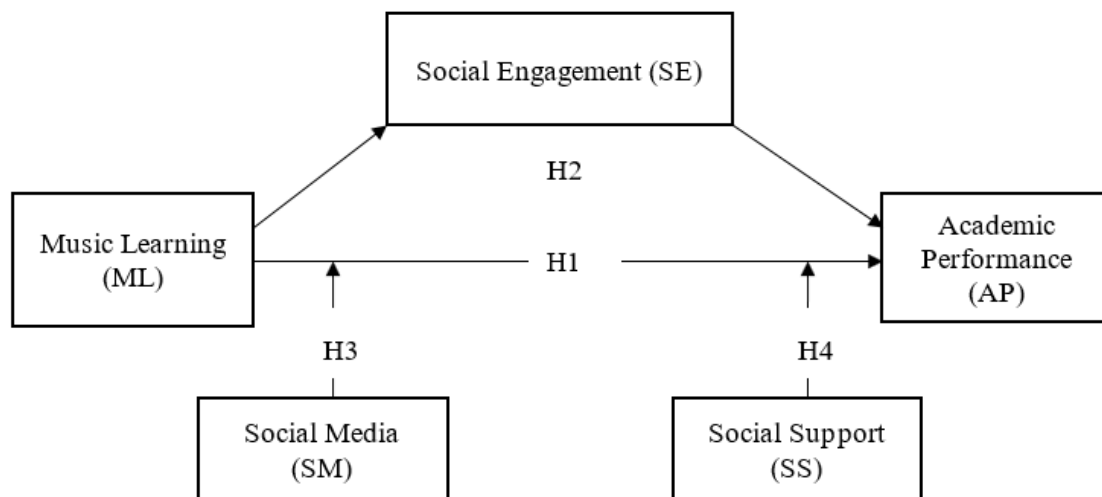 Social Engagement (SE)
H2
Music Learning
(ML)
H1
Academic
Performance
(AP)
H3
H4
Social Media
(SM)
Social Support
(SS)